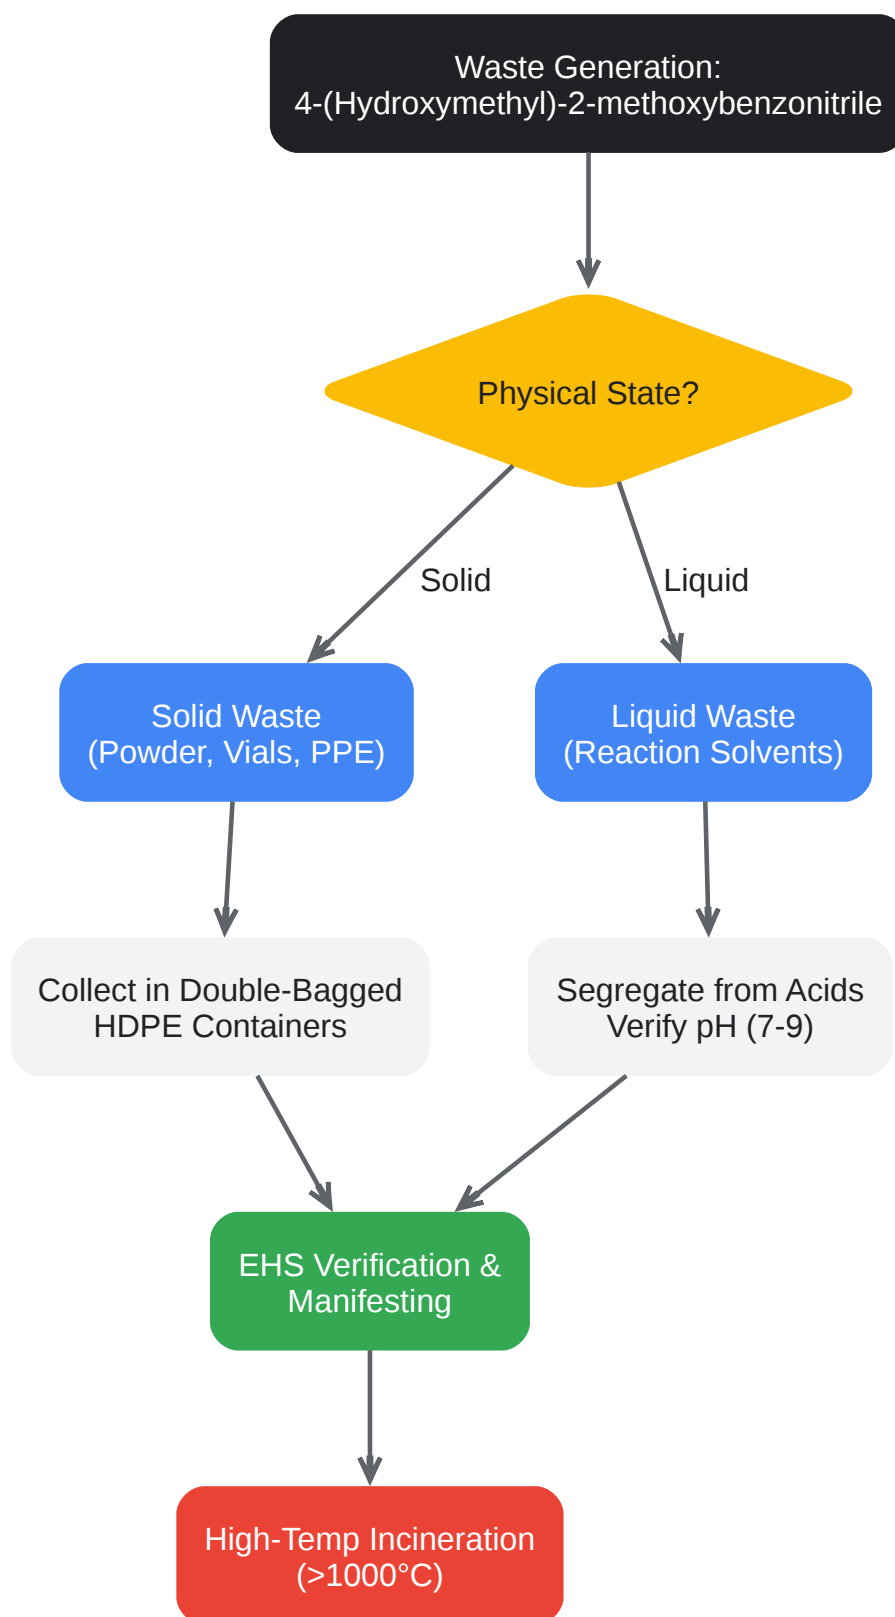 Waste Generation:
4-(Hydroxymethyl)-2-methoxybenzonitrile
Physical State?
Solid
Liquid
Solid Waste
(Powder, Vials, PPE)
Liquid Waste
(Reaction Solvents)
Collect in Double-Bagged
HDPE Containers
Segregate from Acids
Verify pH (7-9)
EHS Verification &
Manifesting
High-Temp Incineration
(>1000°C)